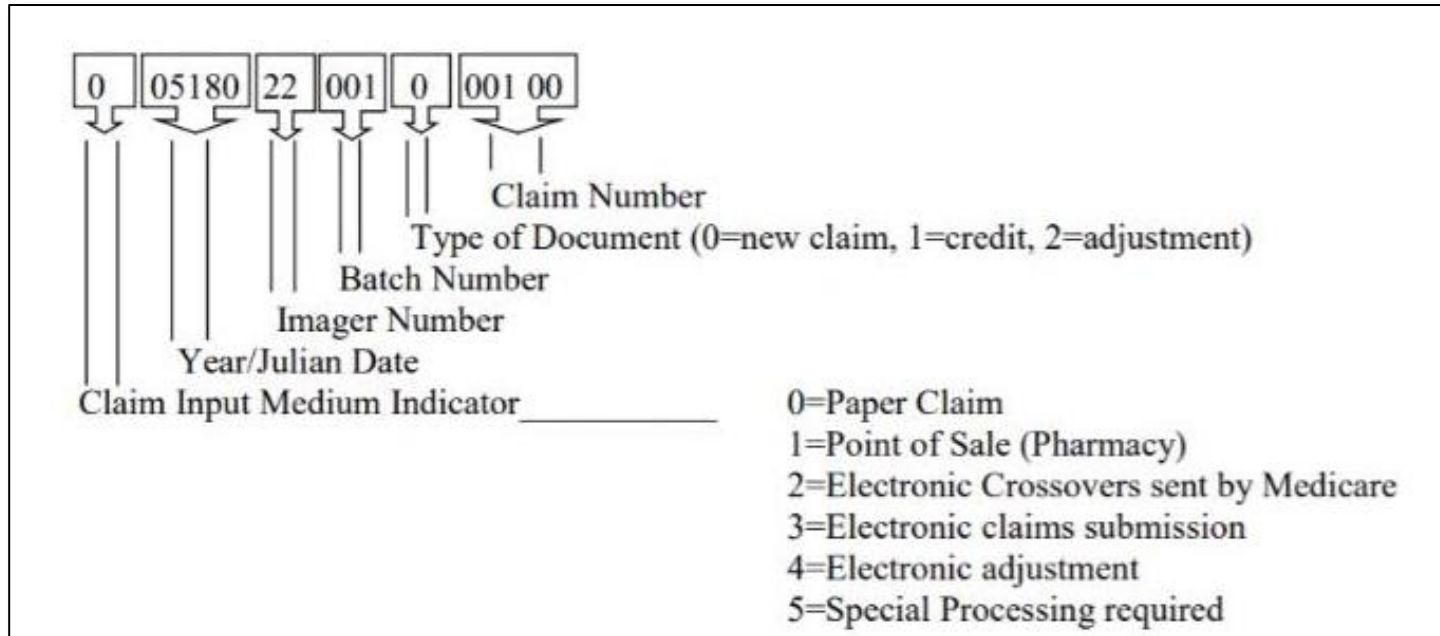 0 05180 22 001 0 001 00
Claim Number
Type of Document (0=new claim, 1=credit, 2=adjustment)
Batch Number
Imager Number
Year/Julian Date
Claim Input Medium Indicator____________
0=Paper Claim
1=Point of Sale (Pharmacy)
2=Electronic Crossovers sent by Medicare
3=Electronic claims submission
4=Electronic adjustment
5=Special Processing required